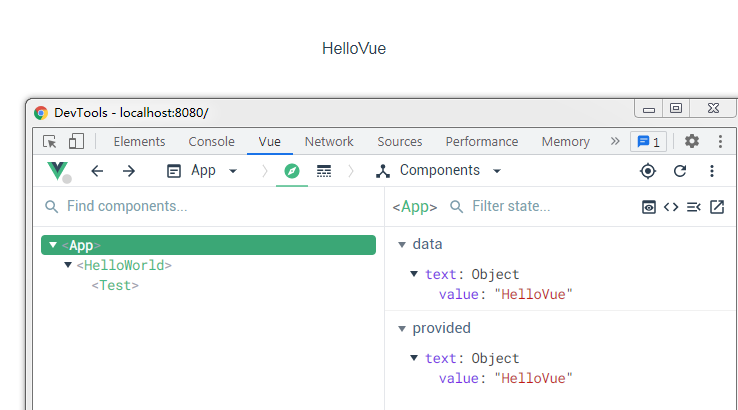 HelloVue
DevTools - localhost:8080/
Elements Console Vue Network Sources Performance Memory » 1
App Components
Find components...
<App> Filter state...
<App>
<HelloWorld>
<Test>
data
text: Object
value: "HelloVue"
provided
text: Object
value: "HelloVue"